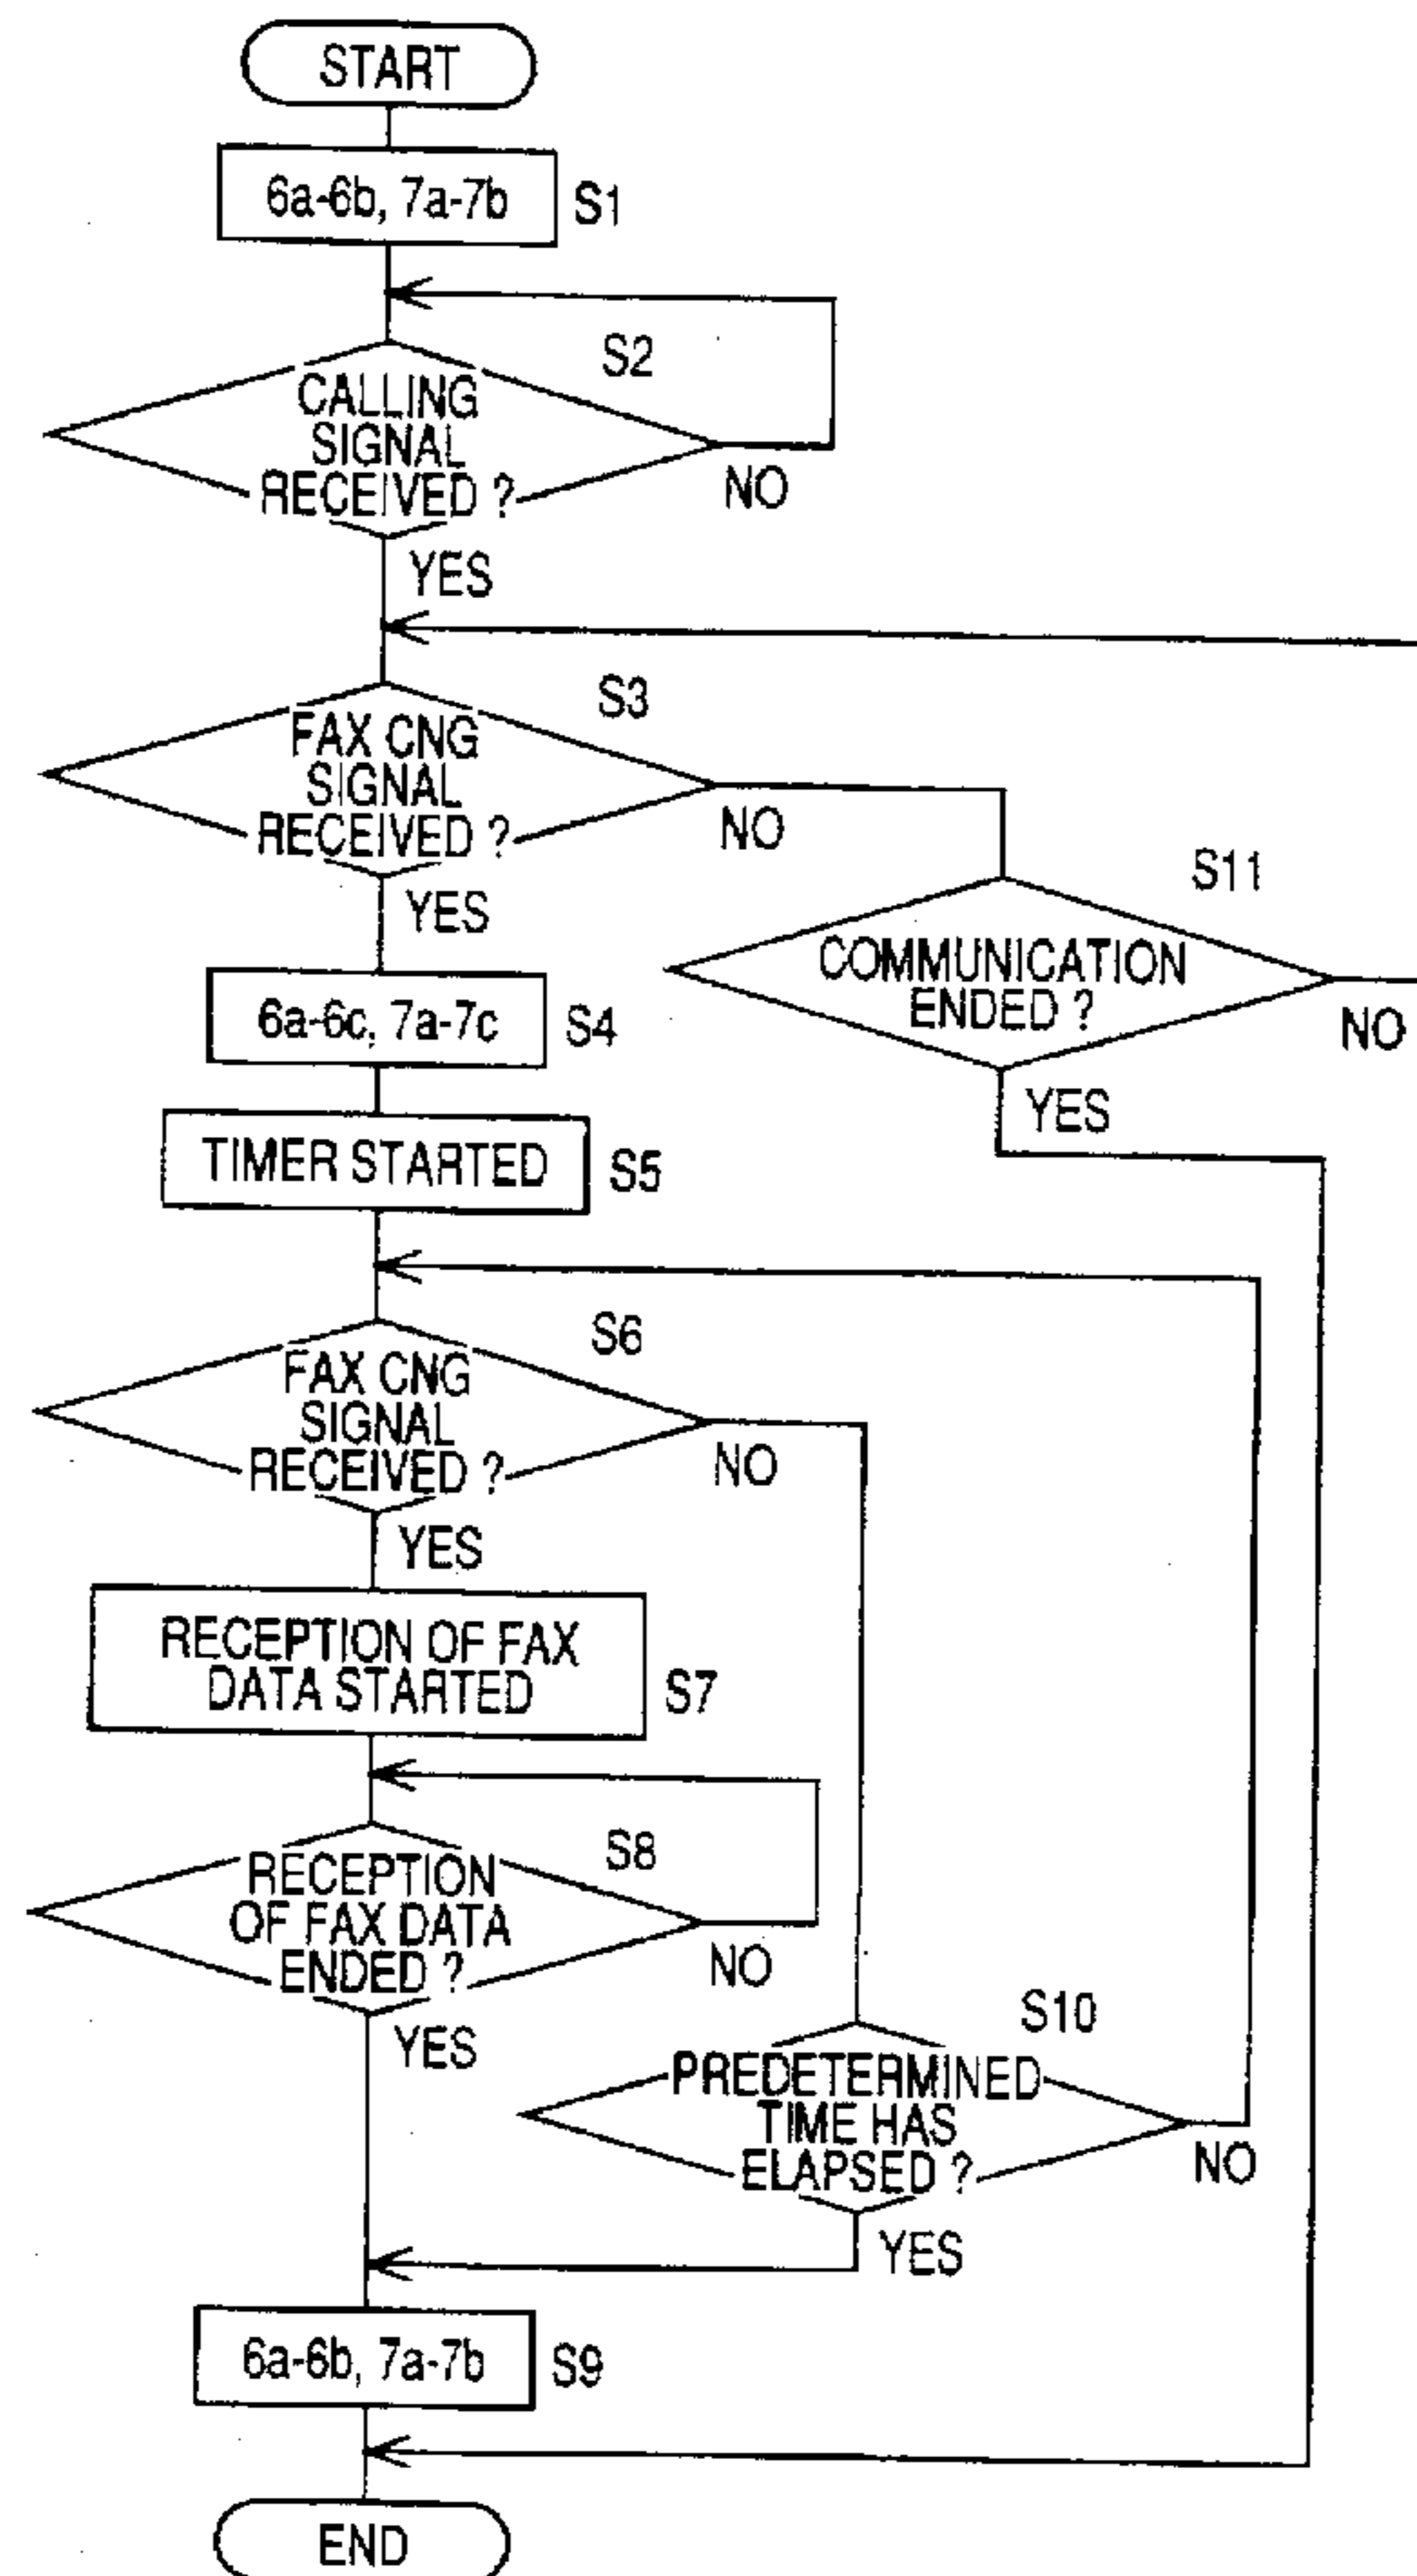 START
6a-6b, 7a-7b S1
S2
CALLING
SIGNAL
RECEIVED ?
NO
YES
S3
FAX CNG
SIGNAL
RECEIVED ?
NO
YES
S11
COMMUNICATION
ENDED ?
NO
YES
6a-6c, 7a-7c S4
TIMER STARTED S5
S6
FAX CNG
SIGNAL
RECEIVED ?
NO
YES
RECEPTION OF FAX
DATA STARTED S7
S8
RECEPTION
OF FAX DATA
ENDED ?
NO
YES
S10
PREDETERMINED
TIME HAS
ELAPSED ?
NO
YES
6a-6b, 7a-7b S9
END